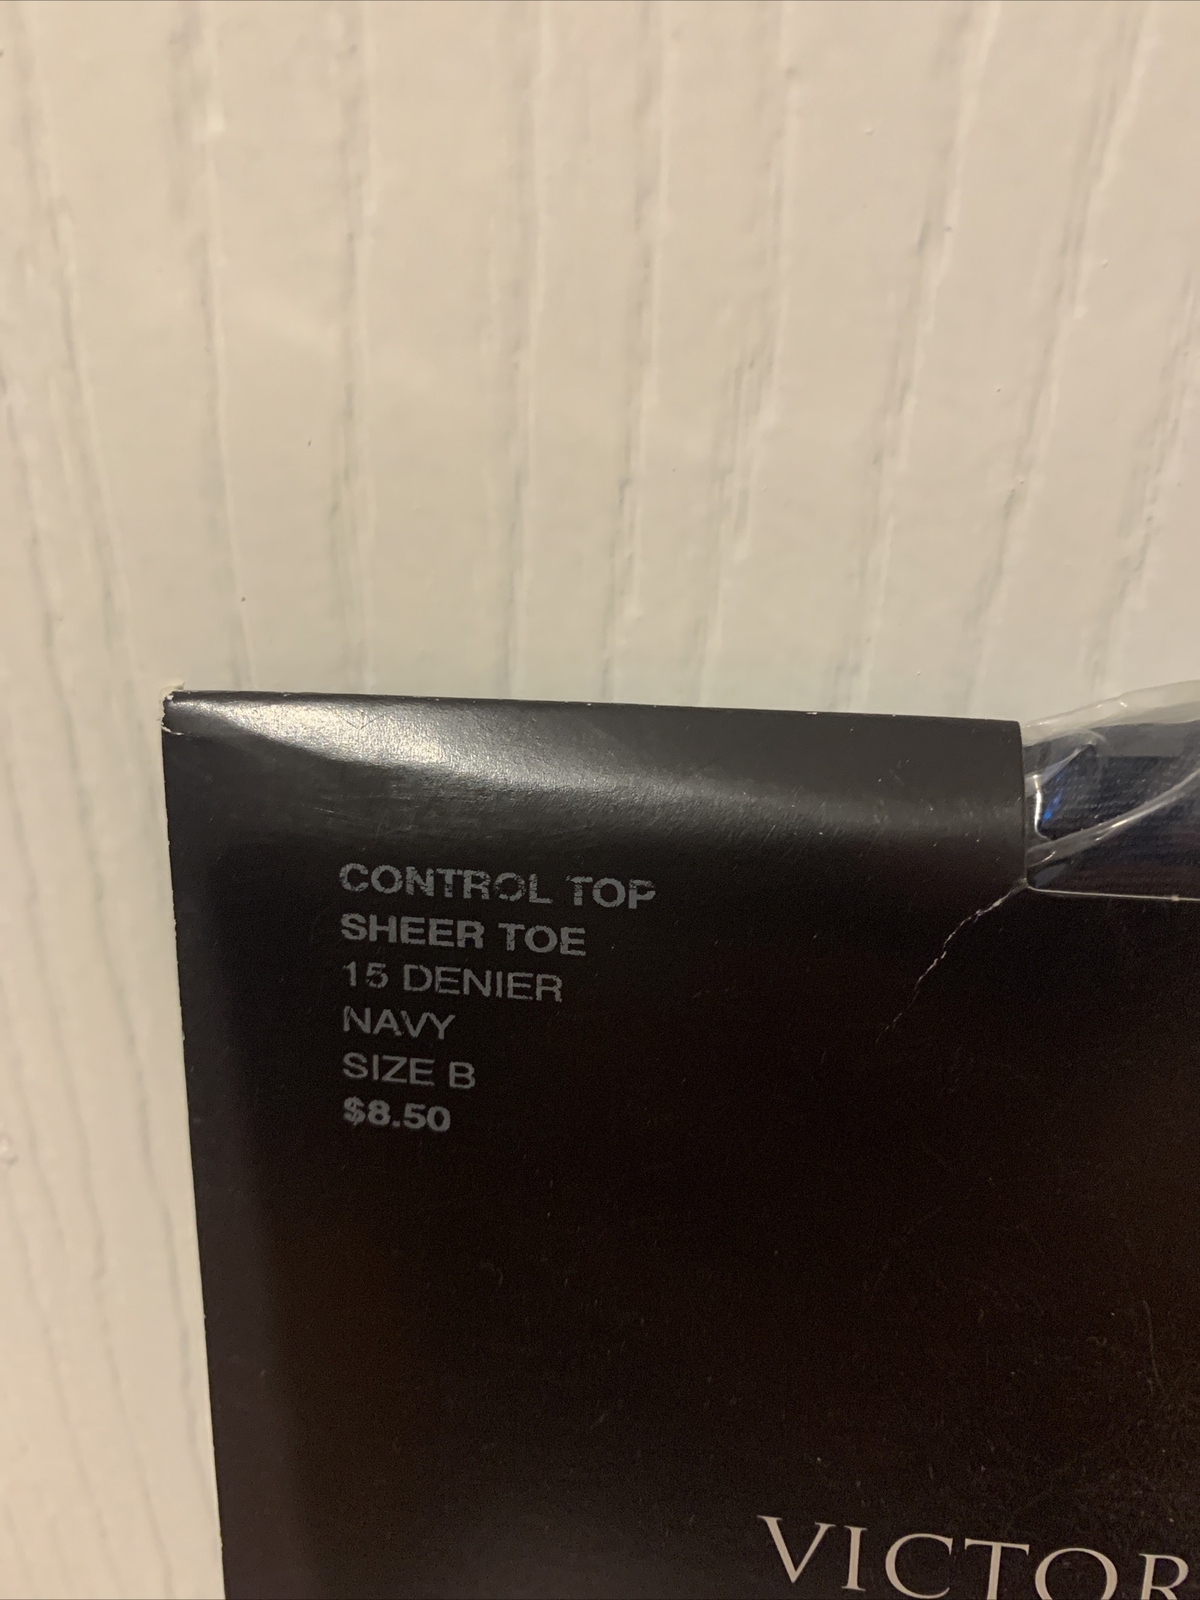 CONTROL TOP
SHEER TOE
15 DENIER
NAVY
SIZE B
$8.50
VICTOR